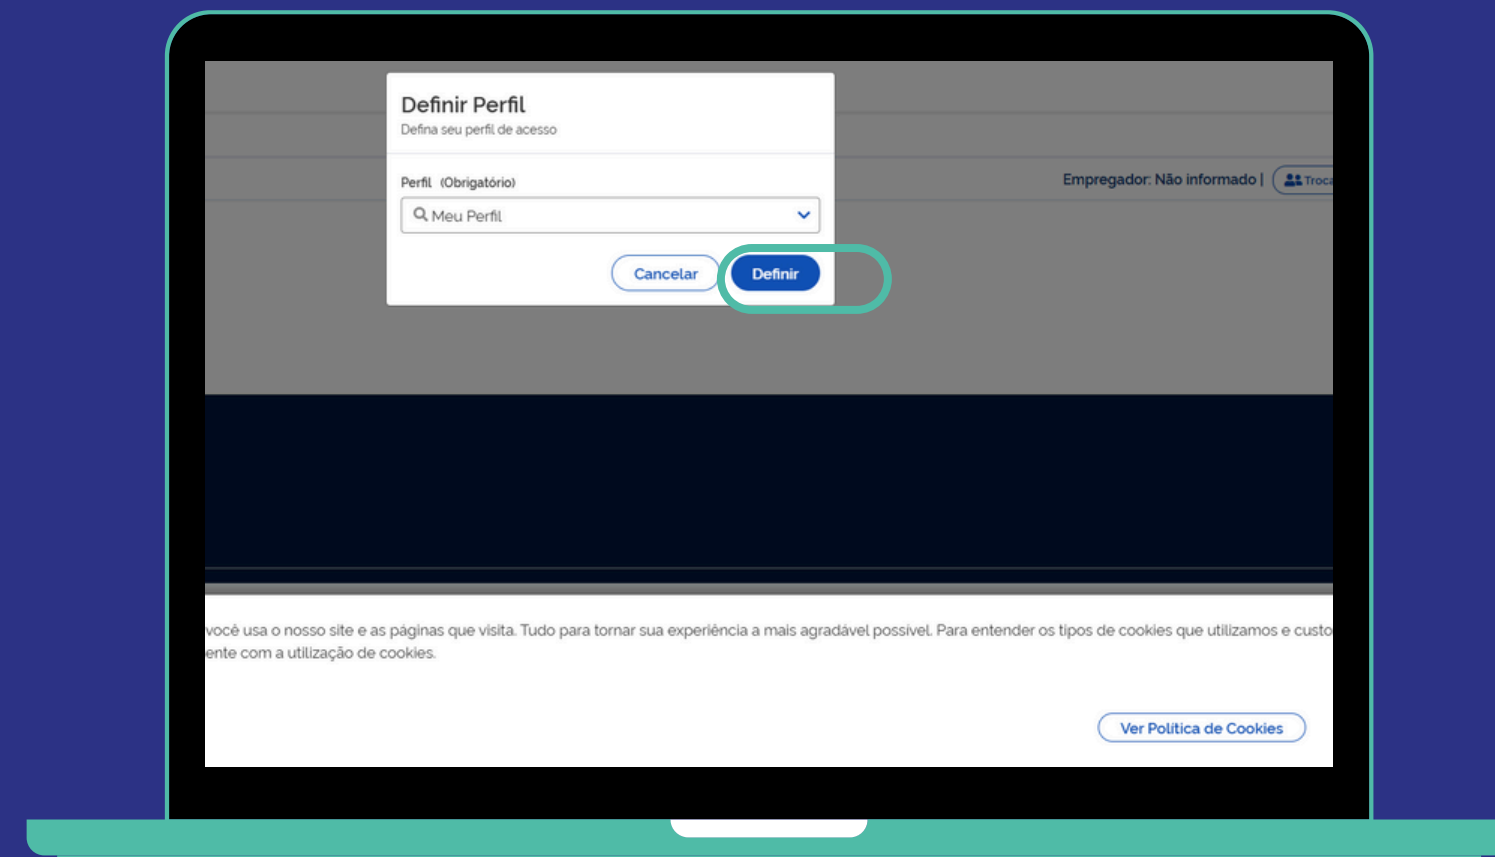 Definir Perfil
Defina seu perfil de acesso
Perfil (Obrigatório)
Meu Perfil
Cancelar
Definir
Empregador: Não informado |
você usa o nosso site e as páginas que visita. Tudo para tornar sua experiência a mais agradável possível. Para entender os tipos de cookies que utilizamos e custo
ente com a utilização de cookies.
Ver Política de Cookies